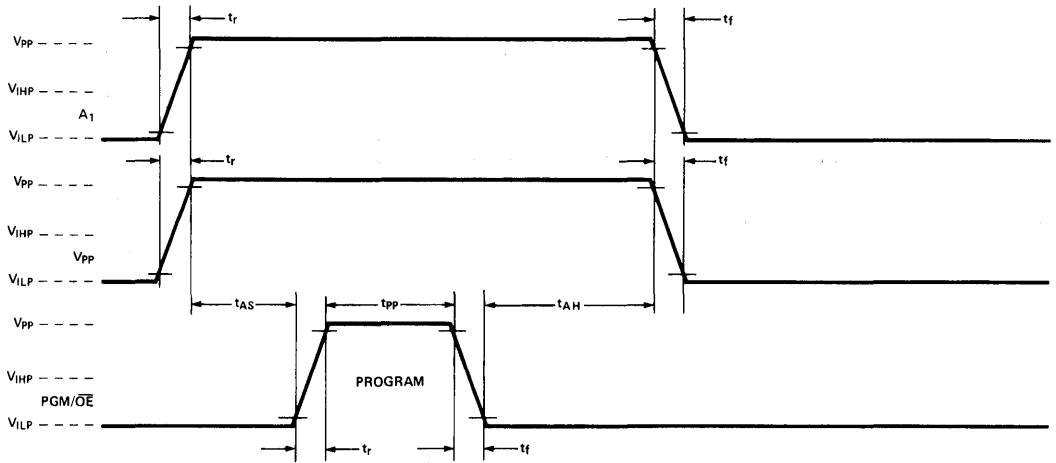 tr tf
VPP
VIHP
A1
VILP
tr tf
VPP
VIHP
VPP
VILP
tAS tPP tAH
VPP
VIHP
PROGRAM
PGM/O̅E̅
VILP
tr tf